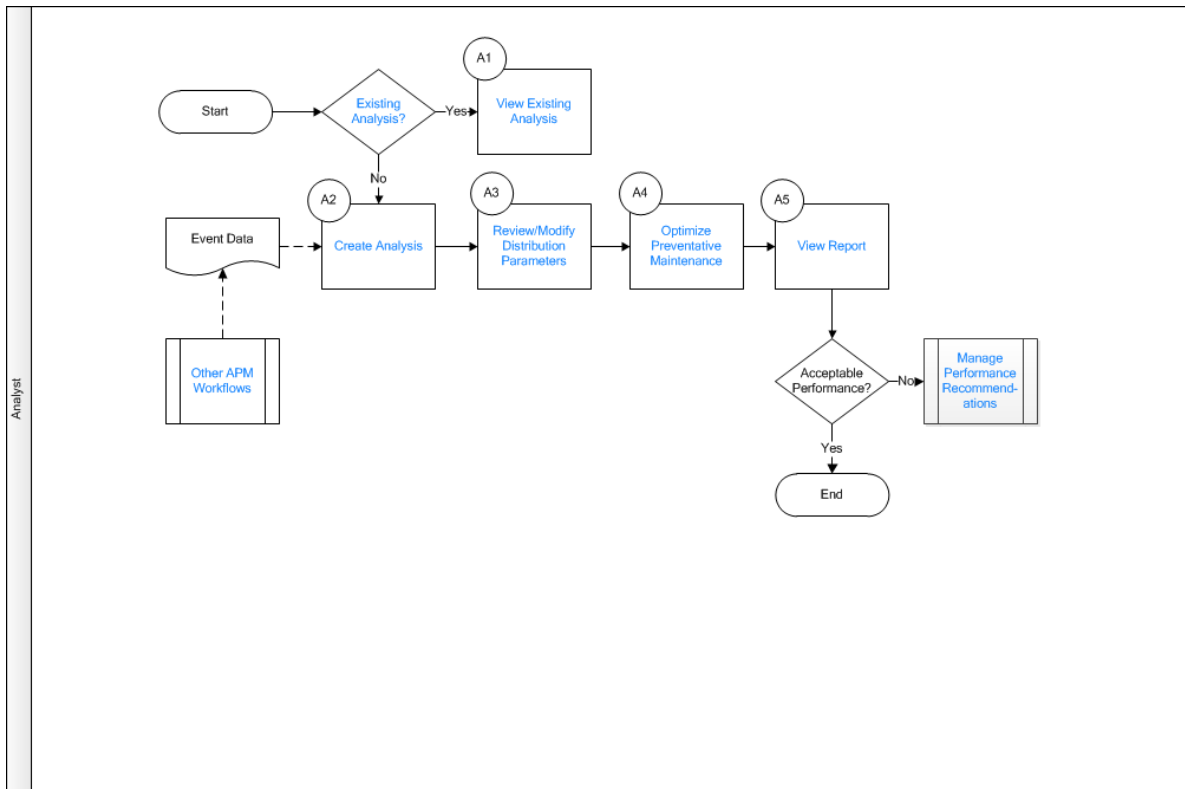 A1
Start
Existing
Analysis?
Yes
View Existing
Analysis
No
A2
A3
A4
A5
Event Data
Create Analysis
Review/Modify
Distribution
Parameters
Optimize
Preventative
Maintenance
View Report
Other APM
Workflows
Acceptable
Performance?
No
Manage
Performance
Recommend-
ations
Analyst
Yes
End